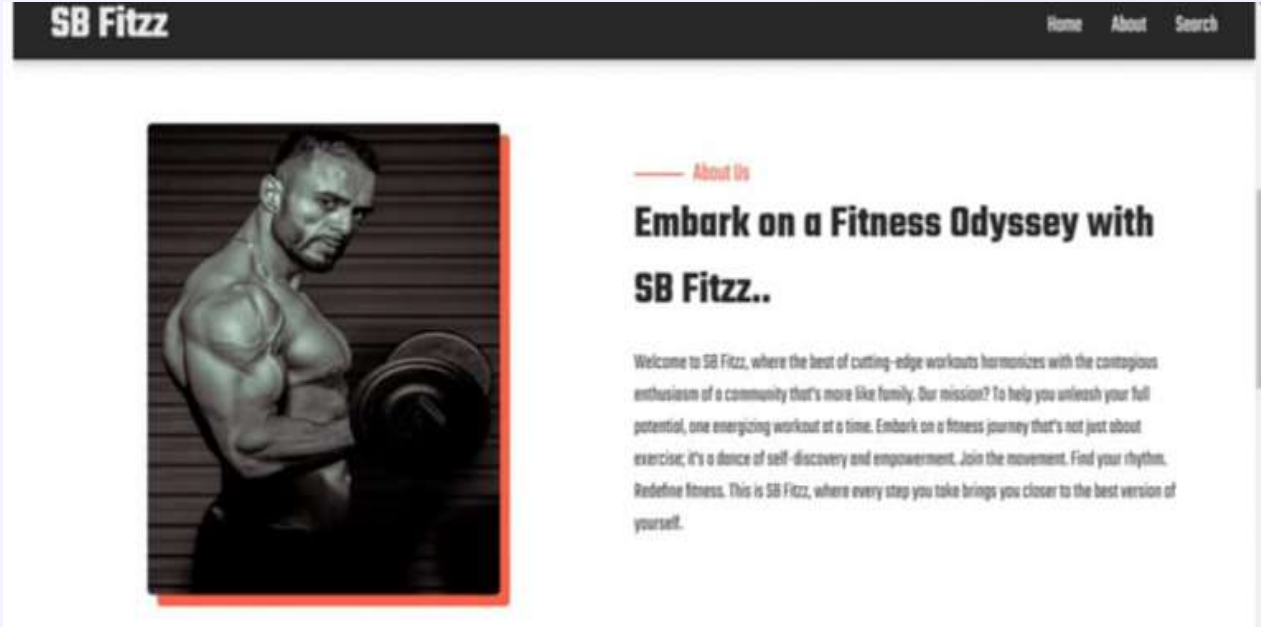 SB Fitzz
Home About Search
About Us
Embark on a Fitness Odyssey with
SB Fitzz..
Welcome to SB Fitzz, where the best of cutting-edge workouts harmonizes with the contagious
enthusiasm of a community that's more like family. Our mission? To help you unleash your full
potential, one energizing workout at a time. Embark on a fitness journey that's not just about
exercise; it's a dance of self-discovery and empowerment. Join the movement. Find your rhythm.
Redefine fitness. This is SB Fitzz, where every step you take brings you closer to the best version of
yourself.